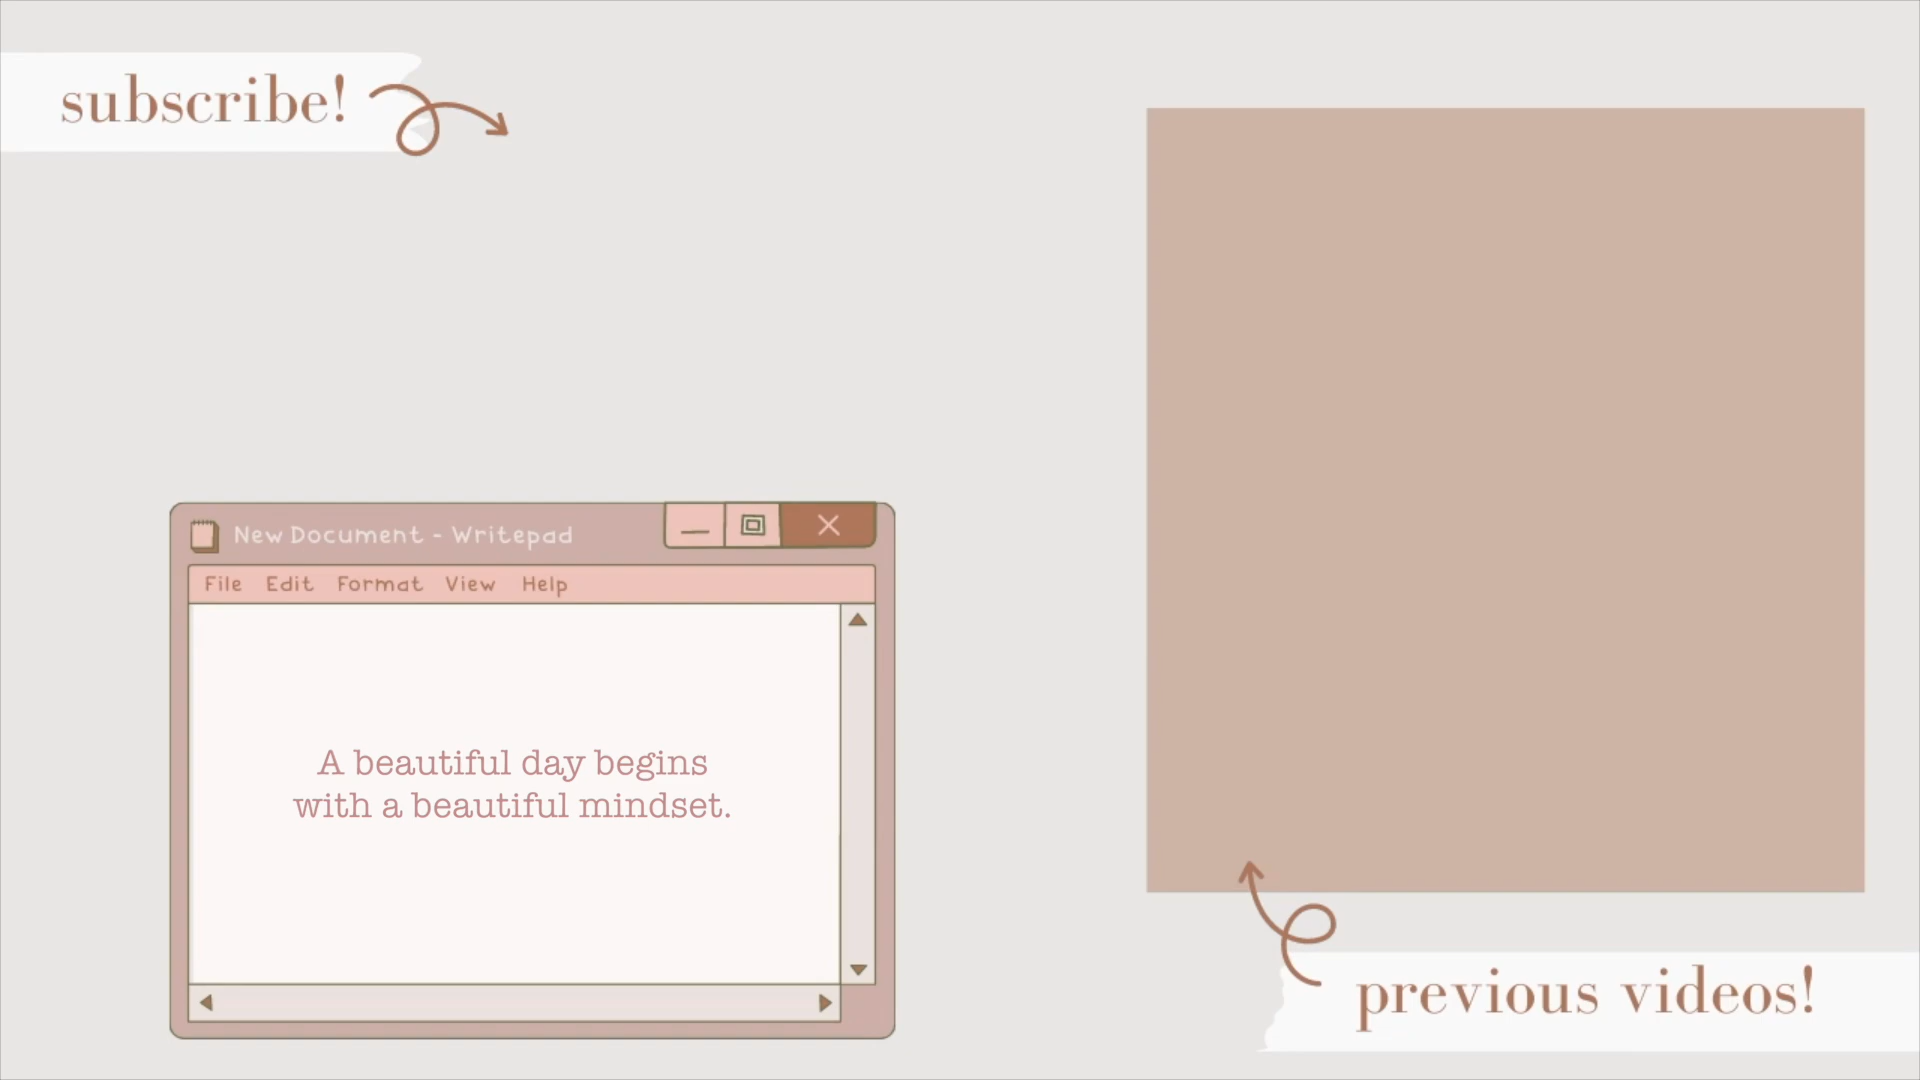 subscribe!
New Document - Writepad
File Edit Format View Help
A beautiful day begins
with a beautiful mindset.
previous videos!